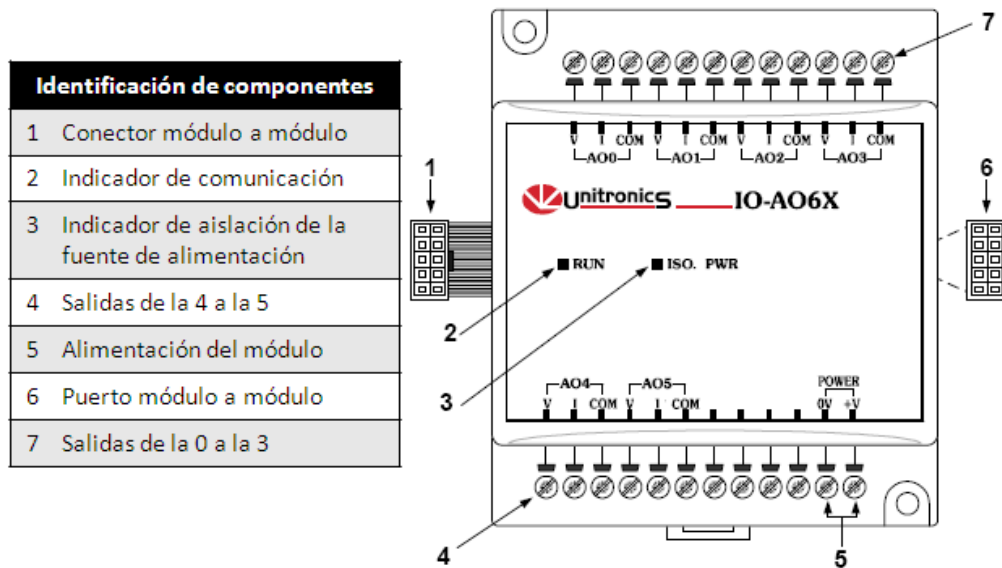 Identificación de componentes
1 Conector módulo a módulo
2 Indicador de comunicación
3 Indicador de aislación de la
fuente de alimentación
4 Salidas de la 4 a la 5
5 Alimentación del módulo
6 Puerto módulo a módulo
7 Salidas de la 0 a la 3
7
V I COM V I COM V I COM V I COM
AO0 AO1 AO2 AO3
1
6
Unitronics IO-AO6X
RUN ISO. PWR
2
3
AO4 AO5 POWER
V I COM V I COM 0V +V
4
5